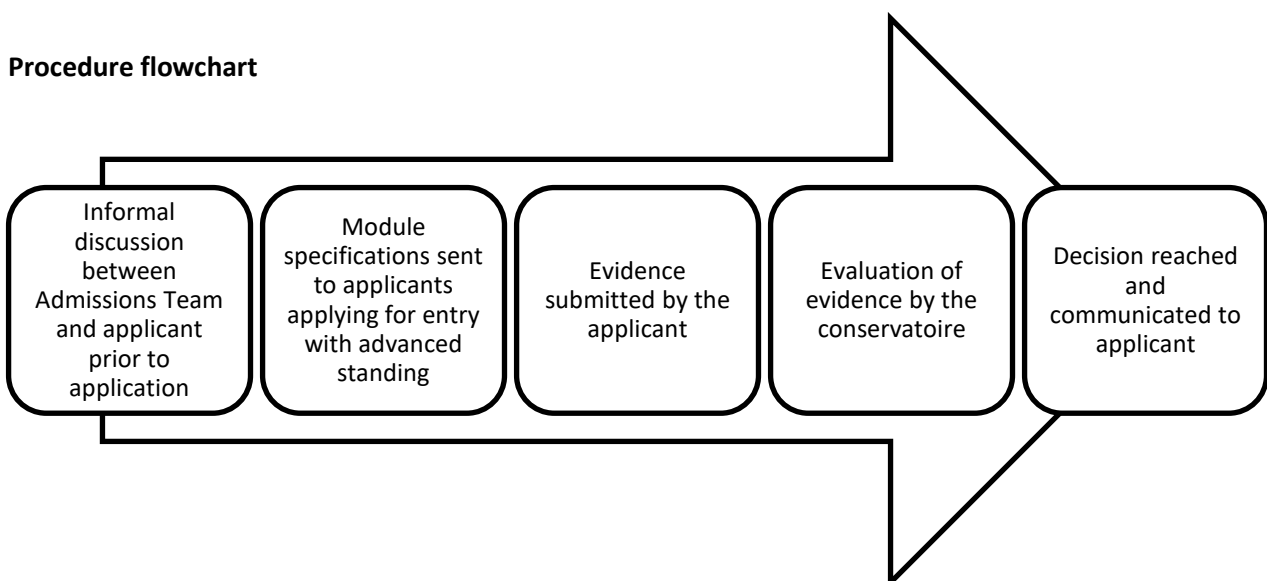 Procedure flowchart
Informal
discussion
between
Admissions Team
and applicant
prior to
application
Module
specifications sent
to applicants
applying for entry
with advanced
standing
Evidence
submitted by the
applicant
Evaluation of
evidence by the
conservatoire
Decision reached
and
communicated to
applicant